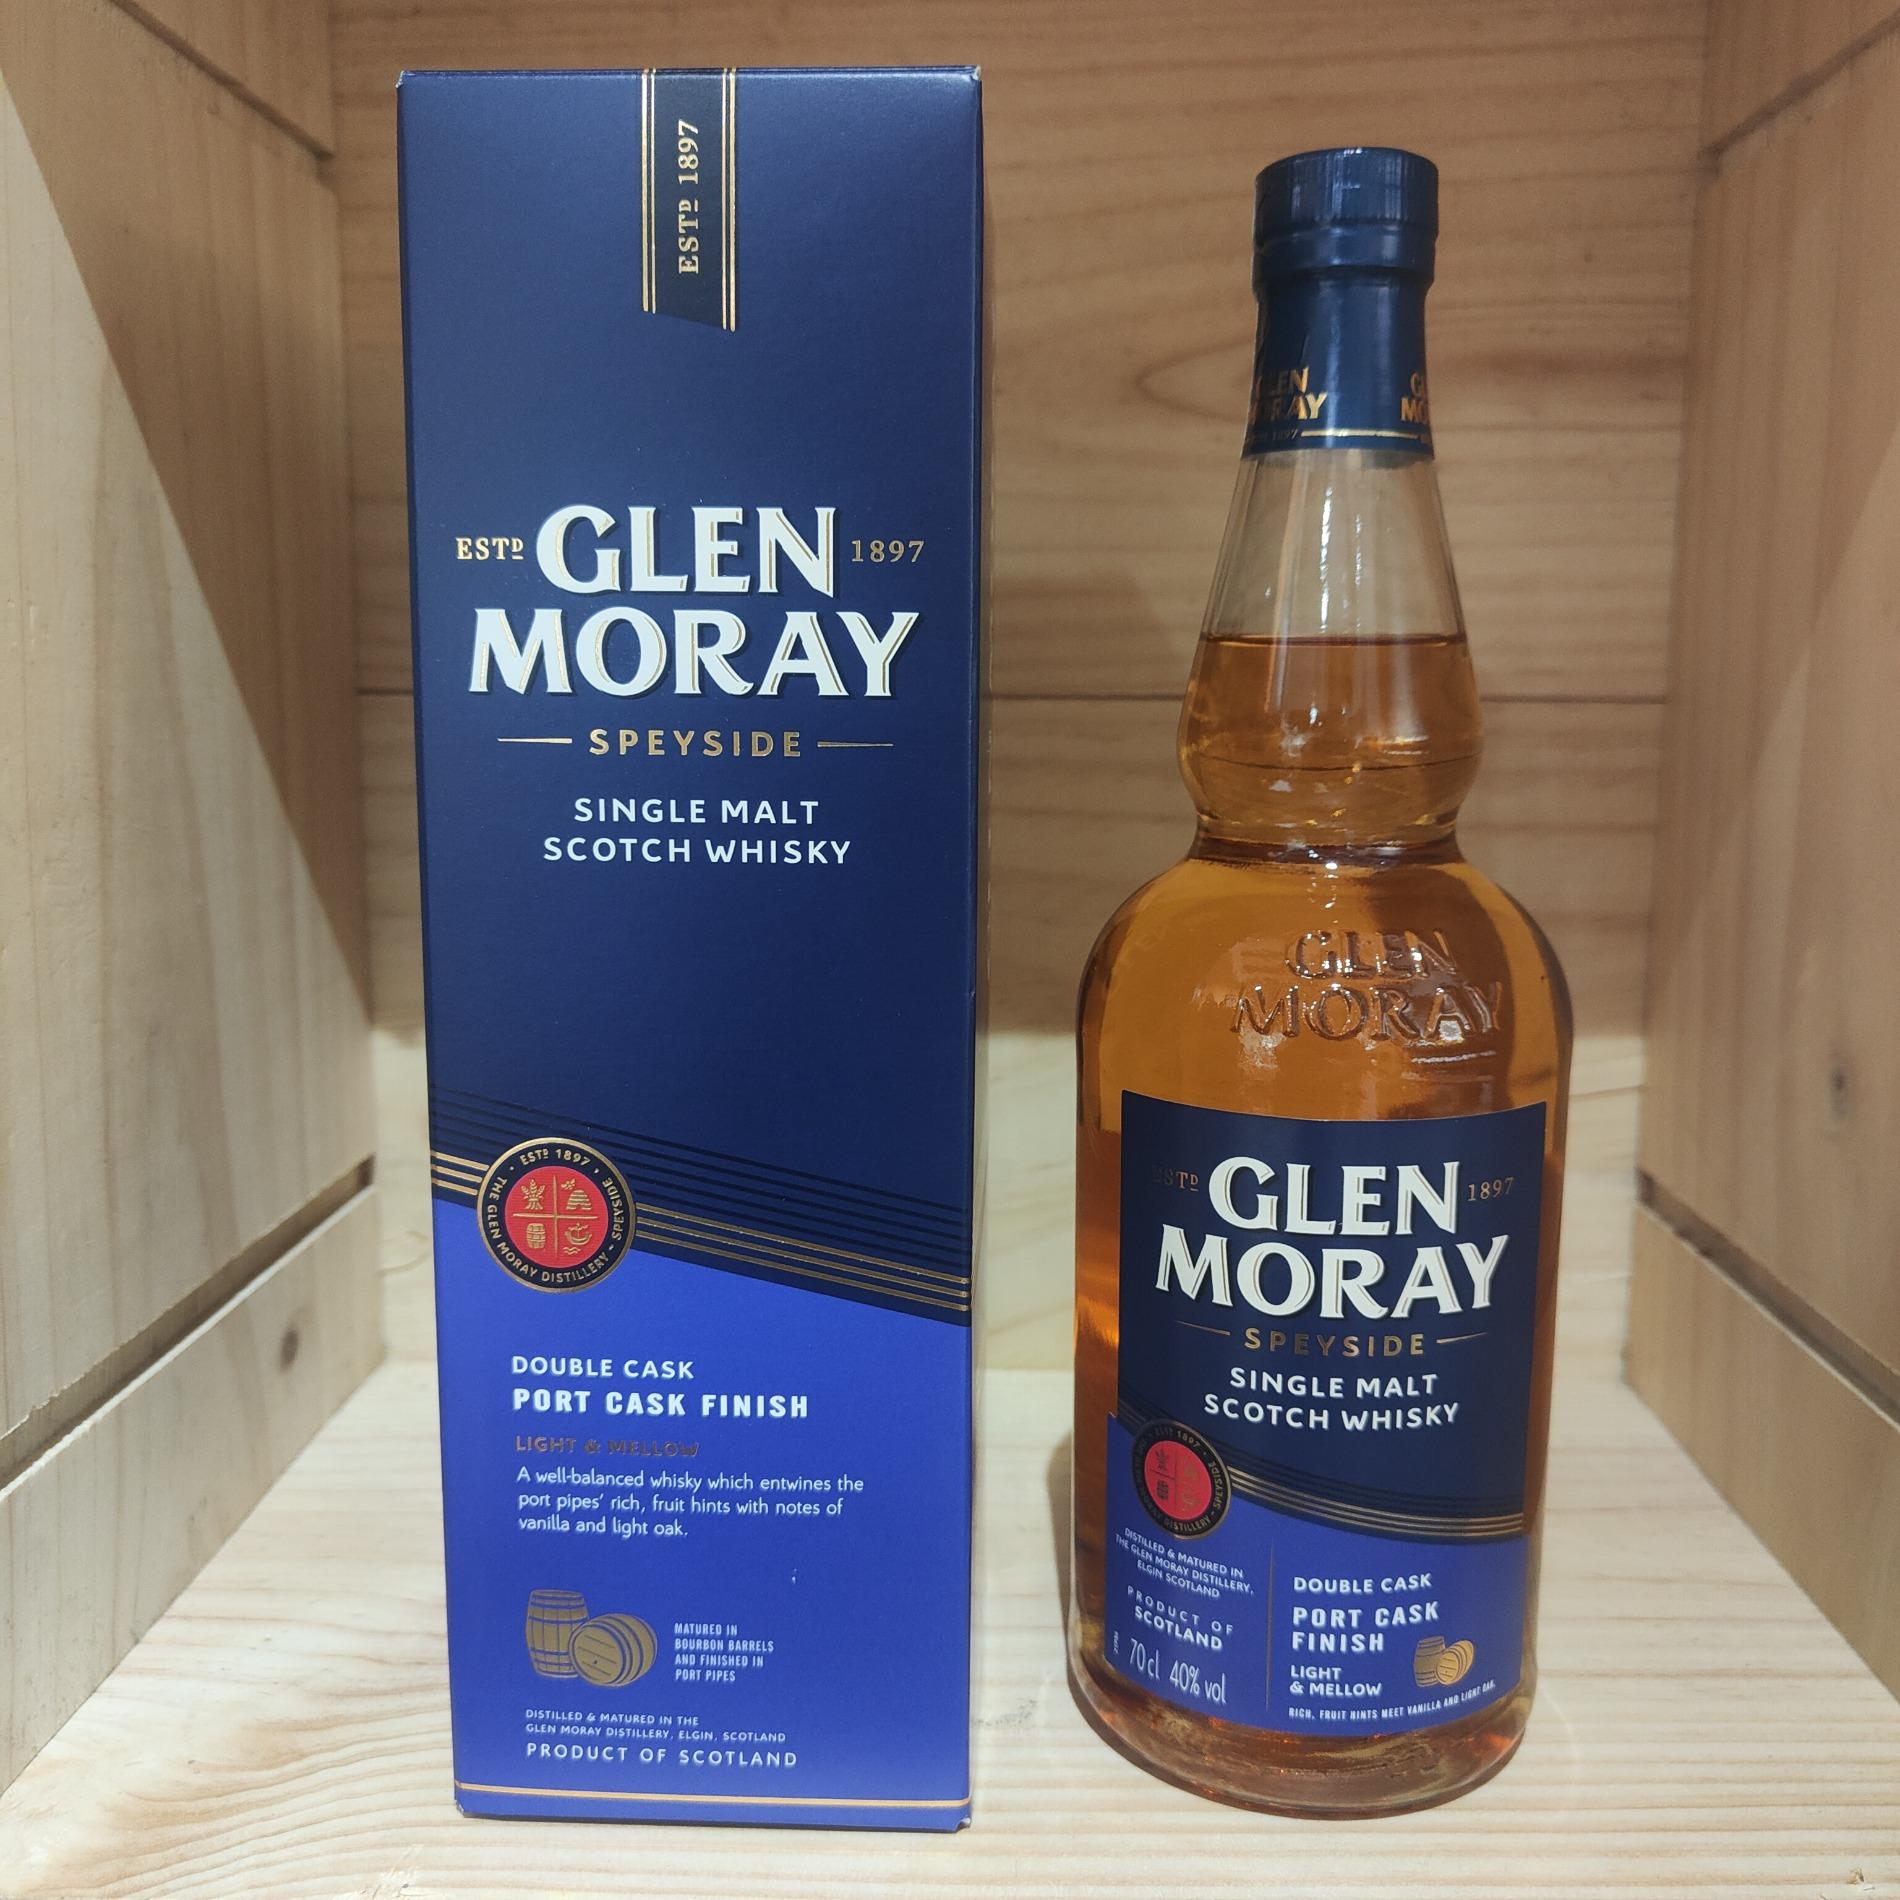 ESTD 1897
ESTD GLEN 1897
MORAY
SPEYSIDE
SINGLE MALT
SCOTCH WHISKY
ESTD 1897
THE GLEN MORAY DISTILLERY · SPEYSIDE
DOUBLE CASK
PORT CASK FINISH
LIGHT & MELLOW
A well-balanced whisky which entwines the
port pipes' rich, fruit hints with notes of
vanilla and light oak.
MATURED IN
BOURBON BARRELS
AND FINISHED IN
PORT PIPES
DISTILLED & MATURED IN THE
GLEN MORAY DISTILLERY, ELGIN, SCOTLAND
PRODUCT OF SCOTLAND
GLEN
MORAY
1897
GLEN
MORAY
ESTD GLEN 1897
MORAY
SPEYSIDE
SINGLE MALT
SCOTCH WHISKY
ESTD 1897
SPEYSIDE
DISTILLERY
DISTILLED & MATURED IN
THE GLEN MORAY DISTILLERY,
ELGIN SCOTLAND
PRODUCT OF
SCOTLAND
70cl 40% vol
DOUBLE CASK
PORT CASK
FINISH
LIGHT
& MELLOW
RICH, FRUIT HINTS MEET VANILLA AND LIGHT OAK.